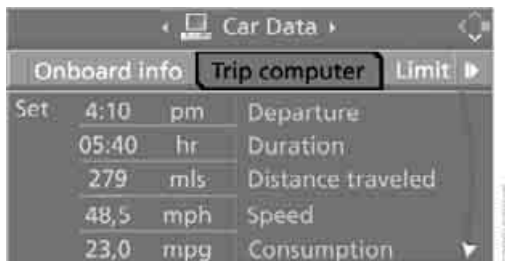 Car Data
Onboard info Trip computer Limit
Set 4:10 pm Departure
05:40 hr Duration
279 mls Distance traveled
48,5 mph Speed
23,0 mpg Consumption